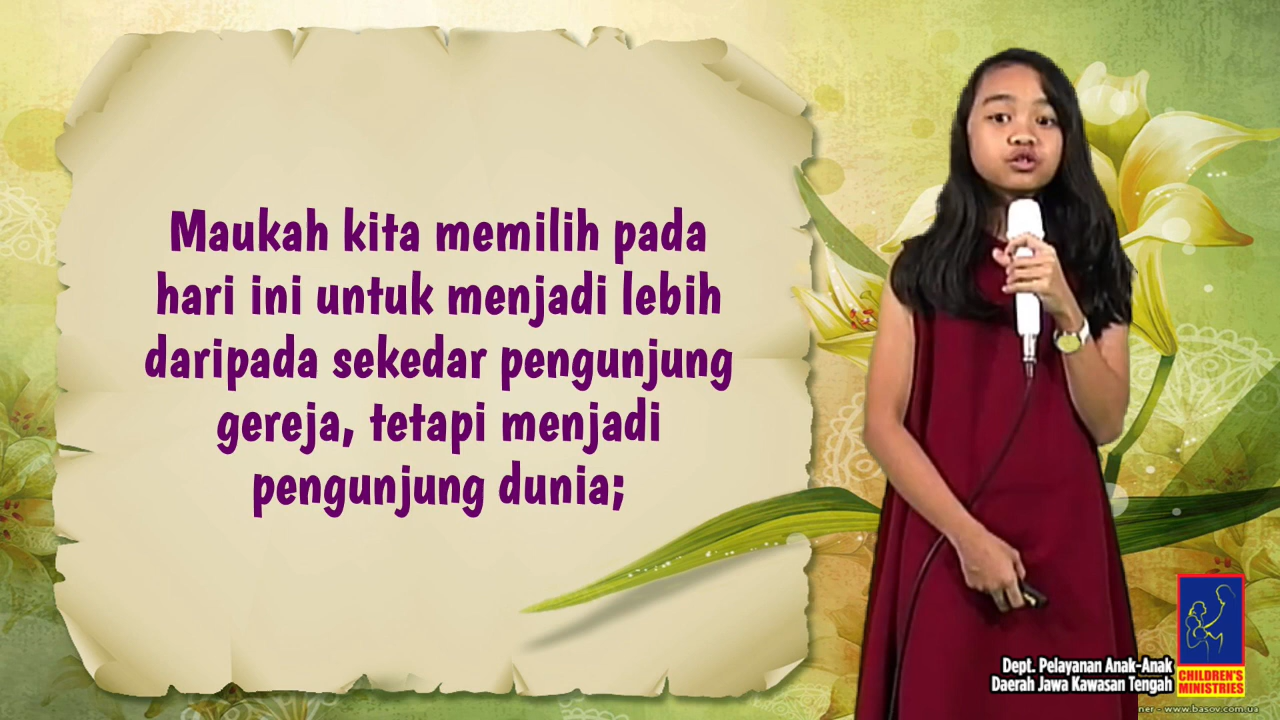 Maukah kita memilih pada
hari ini untuk menjadi lebih
daripada sekedar pengunjung
gereja, tetapi menjadi
pengunjung dunia;
Dept. Pelayanan Anak-Anak
Daerah Jawa Kawasan Tengah
CHILDREN'S
MINISTRIES
- www.basov.com.ua